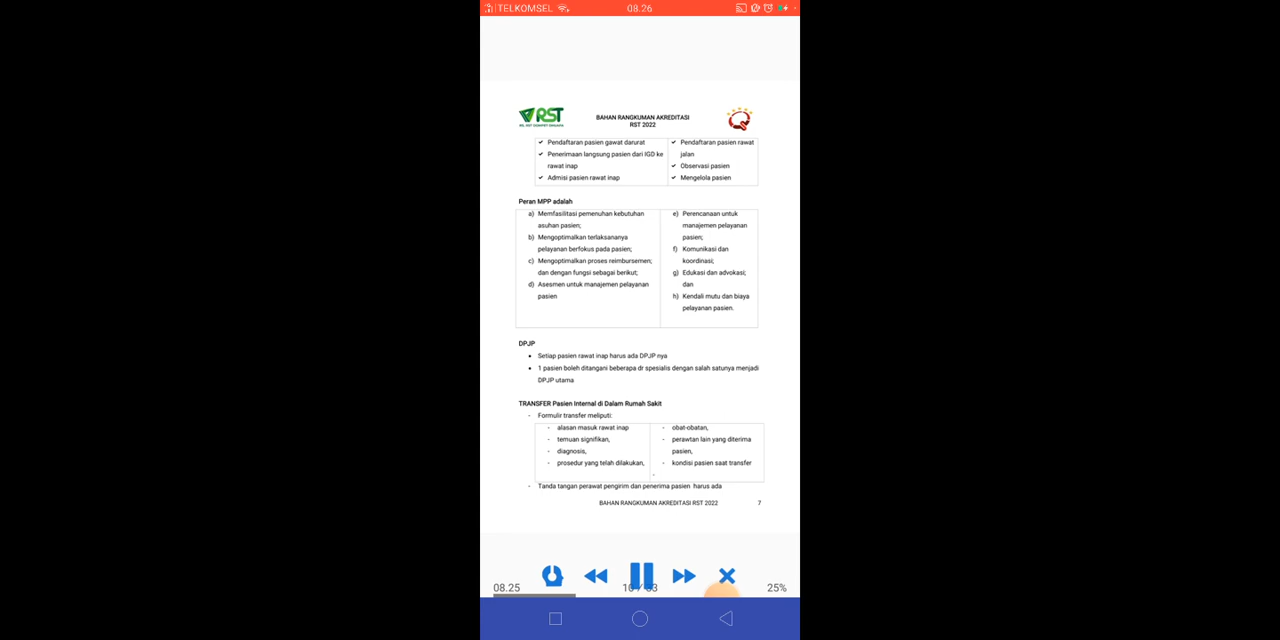 TELKOMSEL 08.26
RST
BAHAN RANGKUMAN AKREDITASI
RST 2022
✓ Pendaftaran pasien gawat darurat
✓ Penerimaan langsung pasien dari IGD ke
rawat inap
✓ Admisi pasien rawat inap
✓ Pendaftaran pasien rawat
jalan
✓ Observasi pasien
✓ Mengelola pasien
Peran MPP adalah
a) Memfasilitasi pemenuhan kebutuhan
asuhan pasien;
b) Mengoptimalkan terlaksananya
pelayanan berfokus pada pasien;
c) Mengoptimalkan proses reimbursemen;
dan dengan fungsi sebagai berikut;
d) Asesmen untuk manajemen pelayanan
pasien
e) Perencanaan untuk
manajemen pelayanan
pasien;
f) Komunikasi dan
koordinasi;
g) Edukasi dan advokasi;
dan
h) Kendali mutu dan biaya
pelayanan pasien.
DPJP
• Setiap pasien rawat inap harus ada DPJP nya
• 1 pasien boleh ditangani beberapa dr spesialis dengan salah satunya menjadi
DPJP utama
TRANSFER Pasien Internal di Dalam Rumah Sakit
- Formulir transfer meliputi:
- alasan masuk rawat inap
- temuan signifikan,
- diagnosis,
- prosedur yang telah dilakukan,
- obat-obatan,
- perawtan lain yang diterima
pasien,
- kondisi pasien saat transfer
-
- Tanda tangan perawat pengirim dan penerima pasien harus ada
BAHAN RANGKUMAN AKREDITASI RST 2022 7
08.25 10 / 33 25%